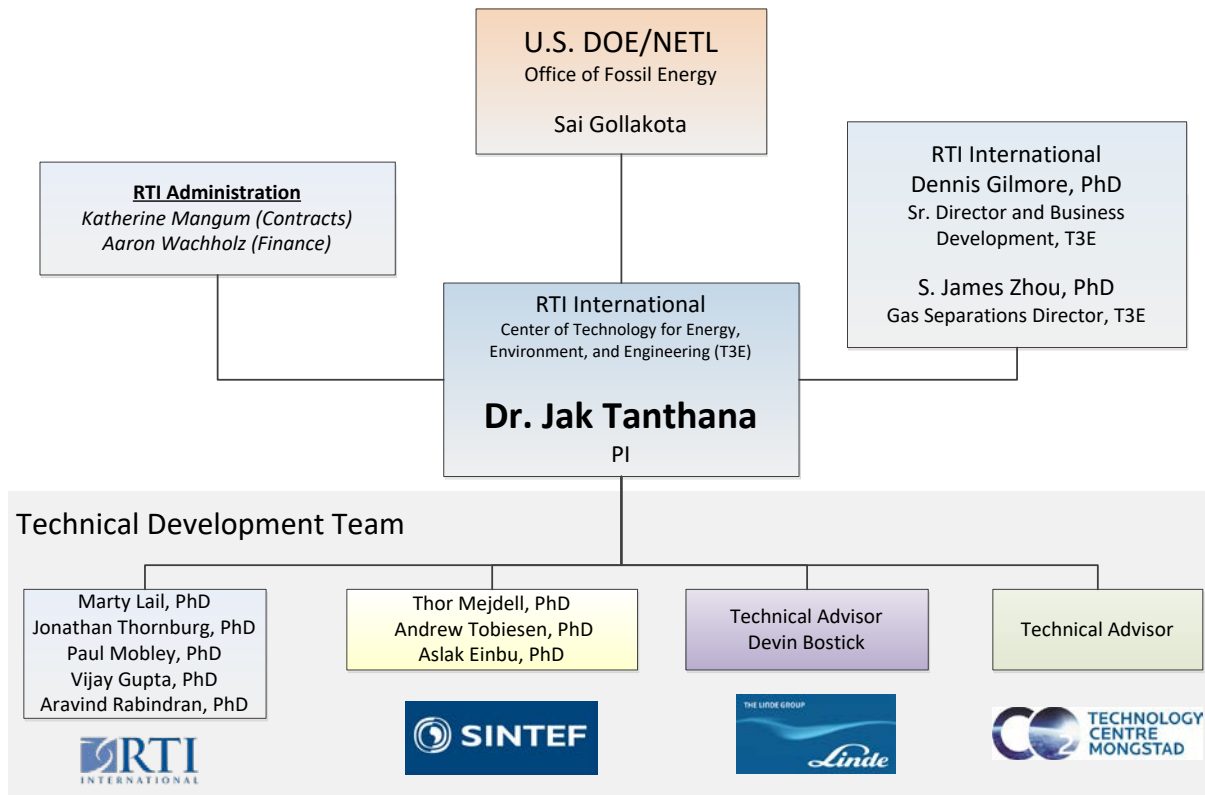 U.S. DOE/NETL
Office of Fossil Energy
Sai Gollakota
RTI Administration
Katherine Mangum (Contracts)
Aaron Wachholz (Finance)
RTI International
Dennis Gilmore, PhD
Sr. Director and Business
Development, T3E
S. James Zhou, PhD
Gas Separations Director, T3E
RTI International
Center of Technology for Energy,
Environment, and Engineering (T3E)
Dr. Jak Tanthana
PI
Technical Development Team
Marty Lail, PhD
Jonathan Thornburg, PhD
Paul Mobley, PhD
Vijay Gupta, PhD
Aravind Rabindran, PhD
Thor Mejdell, PhD
Andrew Tobiesen, PhD
Aslak Einbu, PhD
Technical Advisor
Devin Bostick
Technical Advisor
RTI
INTERNATIONAL
SINTEF
THE LINDE GROUP
Linde
CO2
TECHNOLOGY
CENTRE
MONGSTAD